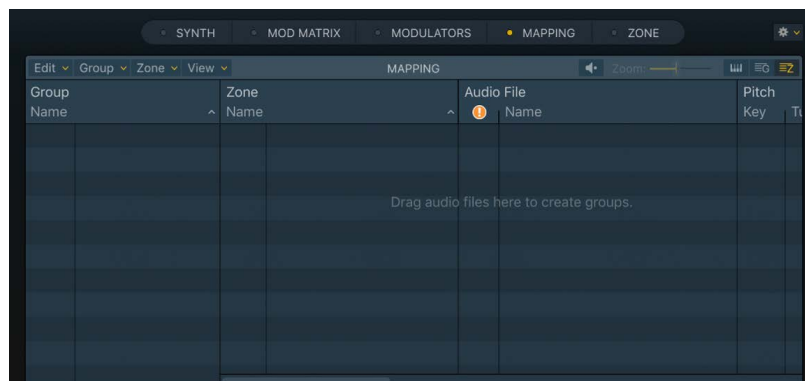 SYNTH MOD MATRIX MODULATORS MAPPING ZONE
Edit Group Zone View MAPPING Zoom: G Z
Group Zone Audio File Pitch
Name Name Name Key
Drag audio files here to create groups.